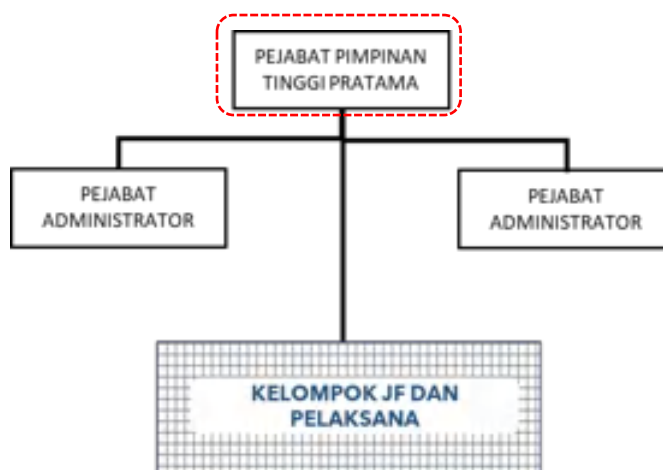 PEJABAT PIMPINAN
TINGGI PRATAMA
PEJABAT
ADMINISTRATOR
PEJABAT
ADMINISTRATOR
KELOMPOK JF DAN
PELAKSANA